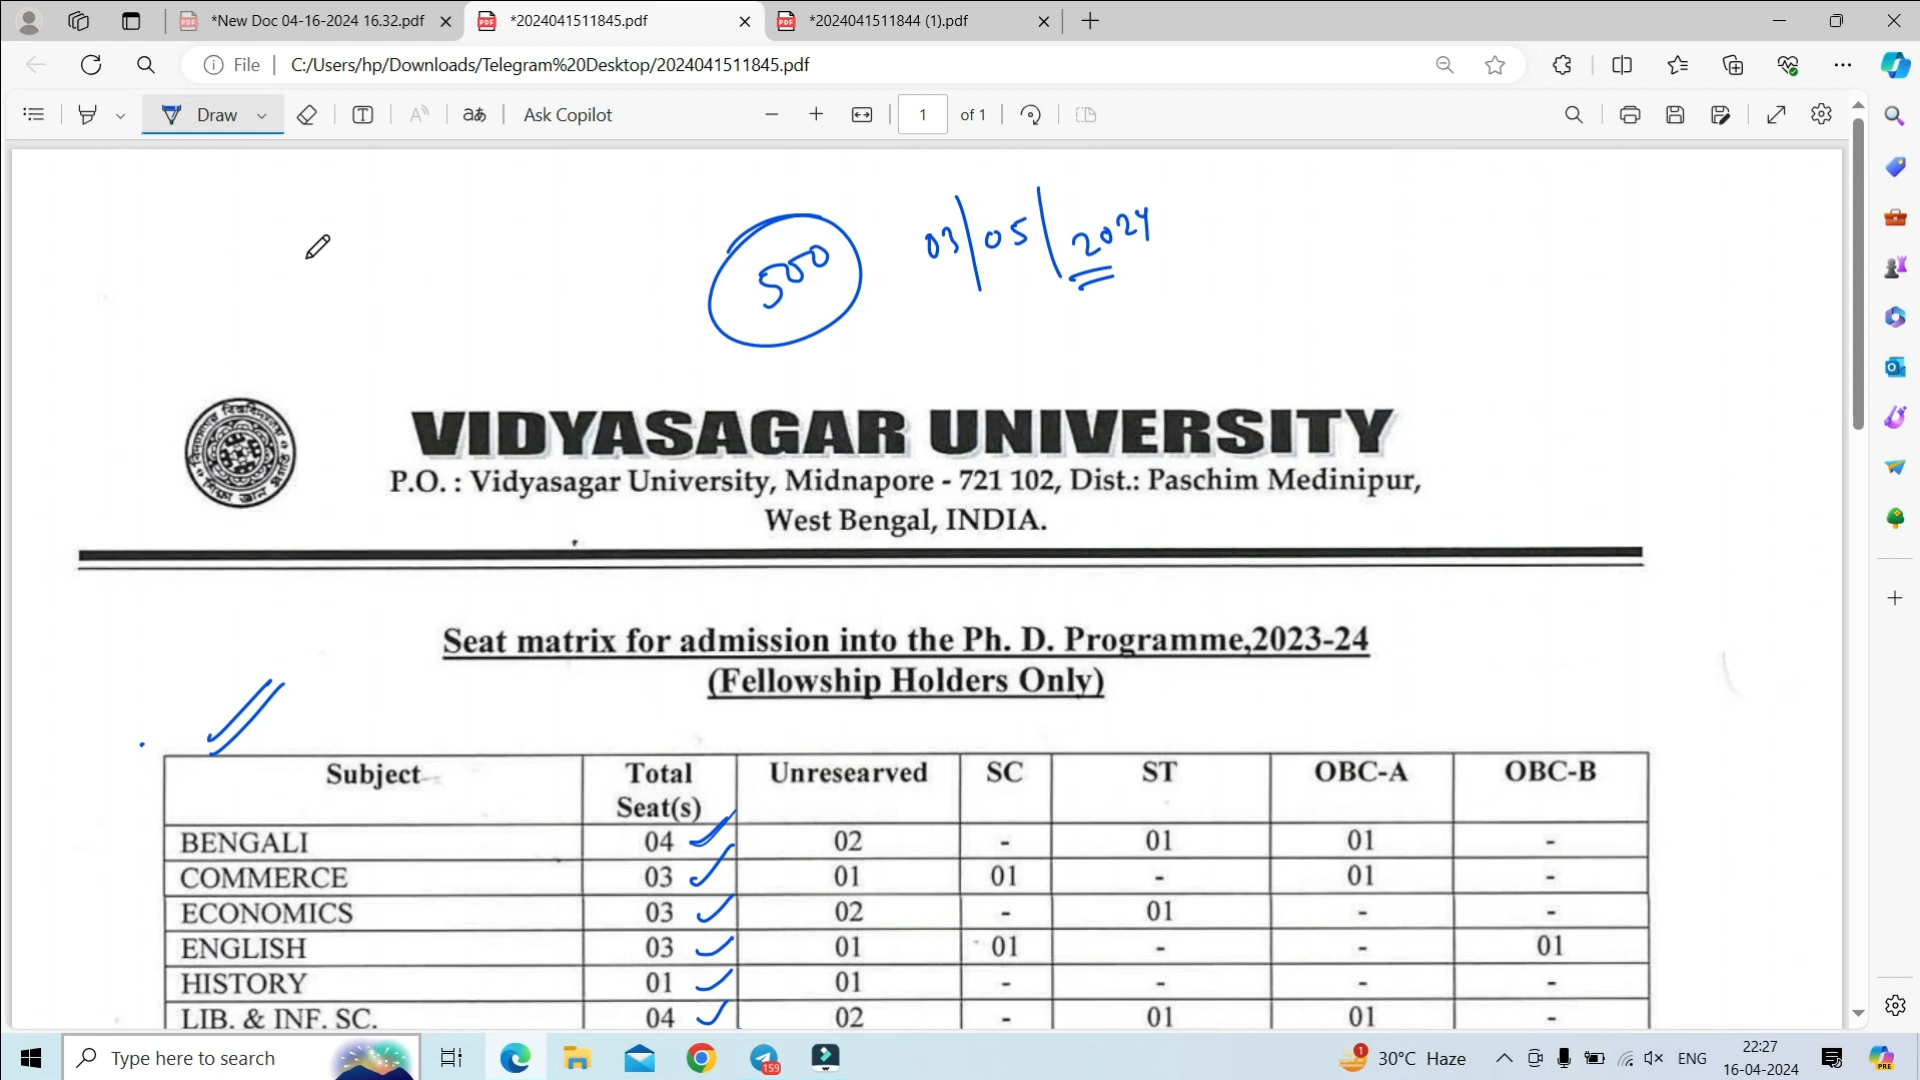 *New Doc 04-16-2024 16.32.pdf
*2024041511845.pdf
*2024041511844 (1).pdf
File
C:/Users/hp/Downloads/Telegram%20Desktop/2024041511845.pdf
Draw
Ask Copilot
1 of 1
500 03/05/2024
VIDYASAGAR UNIVERSITY
P.O. : Vidyasagar University, Midnapore - 721 102, Dist.: Paschim Medinipur,
West Bengal, INDIA.
Seat matrix for admission into the Ph. D. Programme,2023-24
(Fellowship Holders Only)
Subject Total Seat(s) Unresearved SC ST OBC-A OBC-B
BENGALI 04 02 - 01 01 -
COMMERCE 03 01 01 - 01 -
ECONOMICS 03 02 - 01 - -
ENGLISH 03 01 01 - - 01
HISTORY 01 01 - - - -
LIB. & INF. SC. 04 02 - 01 01 -
Type here to search
159
1
30°C Haze
ENG
22:27
16-04-2024
PRE